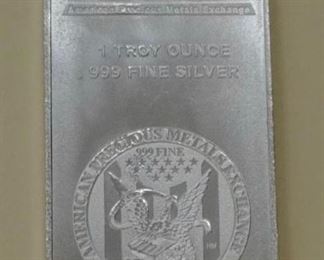 American Precious Metals Exchange
1 TROY OUNCE
.999 FINE SILVER
AMERICAN PRECIOUS METALS EXCHANGE
999 FINE